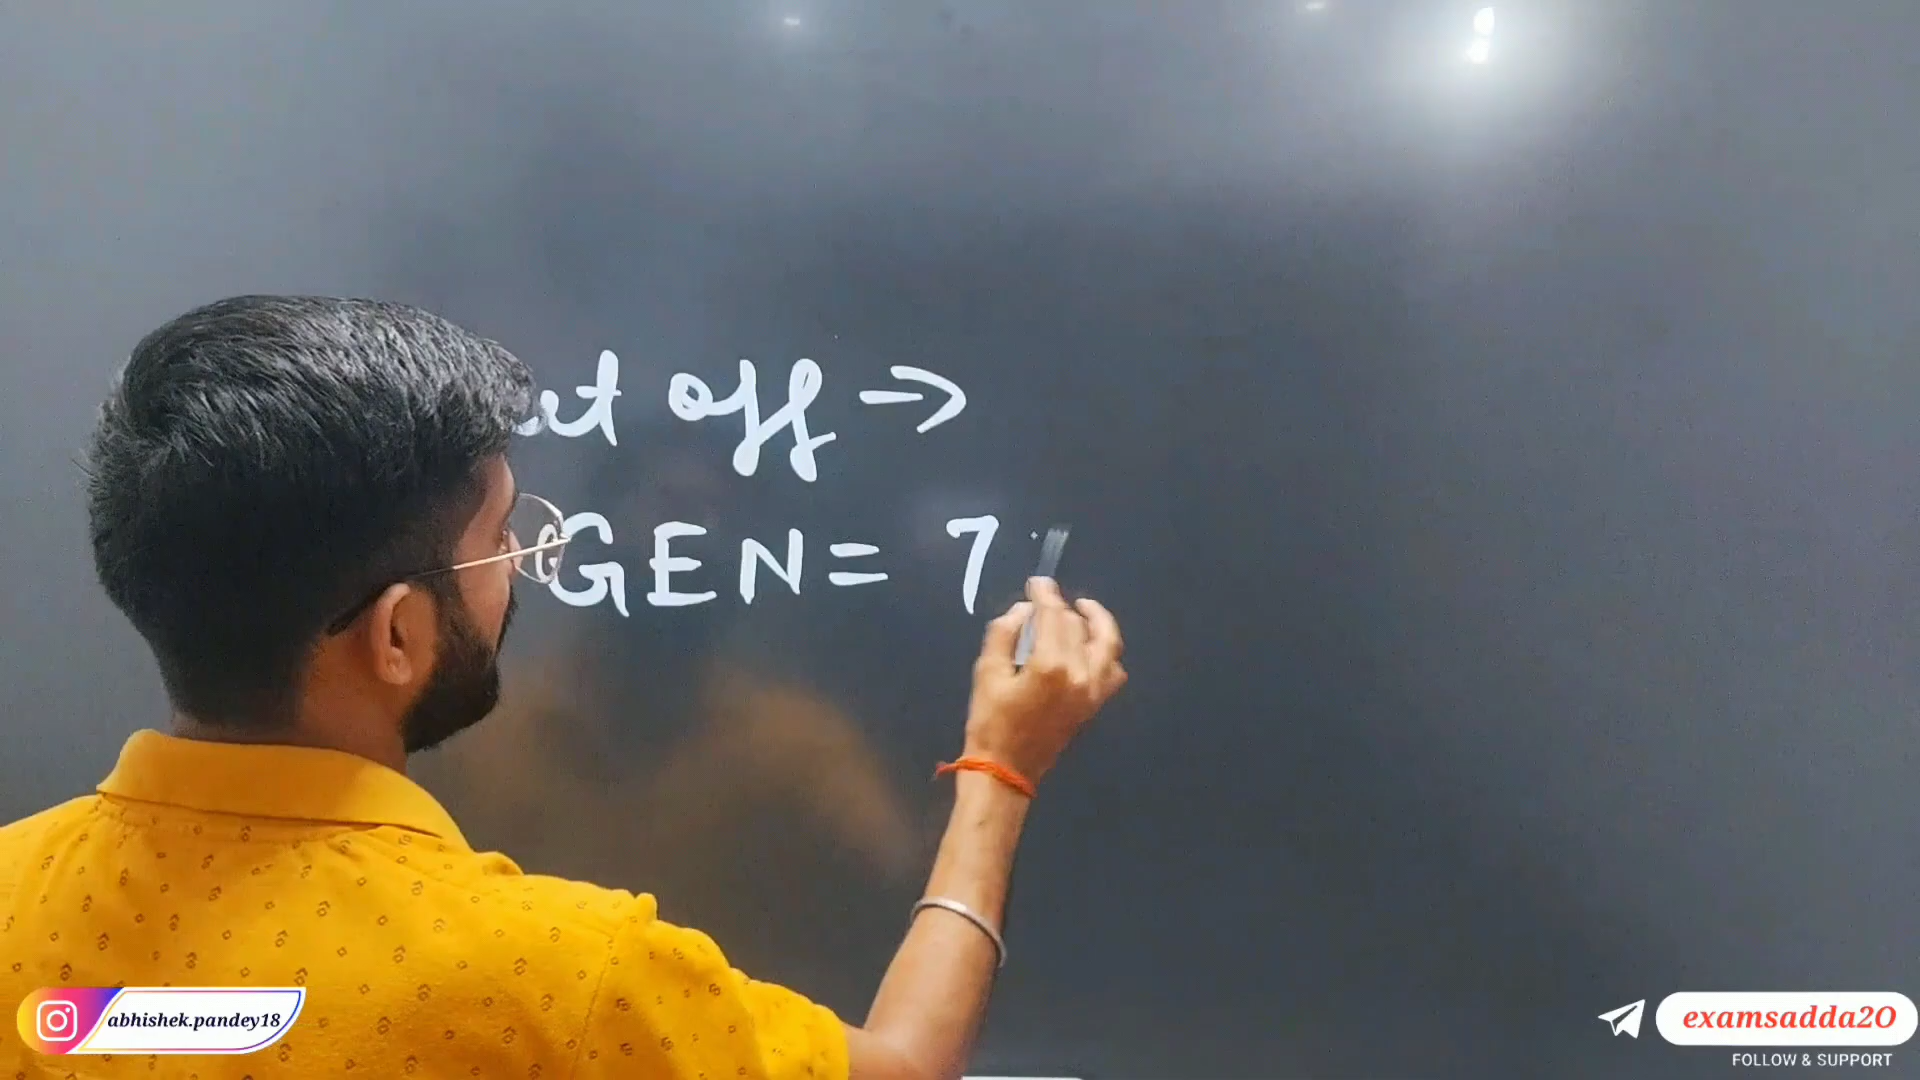 off →
GEN = 7
abhishek.pandey18
examsadda20
FOLLOW & SUPPORT